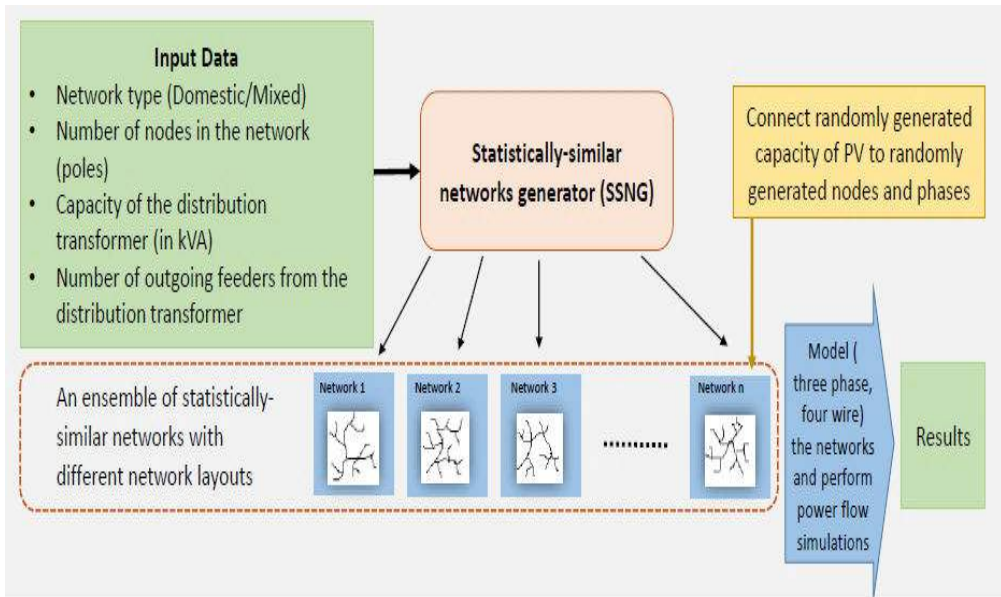 Input Data
• Network type (Domestic/Mixed)
• Number of nodes in the network
(poles)
• Capacity of the distribution
transformer (in kVA)
• Number of outgoing feeders from the
distribution transformer
Statistically-similar
networks generator (SSNG)
Connect randomly generated
capacity of PV to randomly
generated nodes and phases
An ensemble of statistically-
similar networks with
different network layouts
Network 1
Network 2
Network 3
Network n
Model (
three phase,
four wire)
the networks
and perform
power flow
simulations
Results